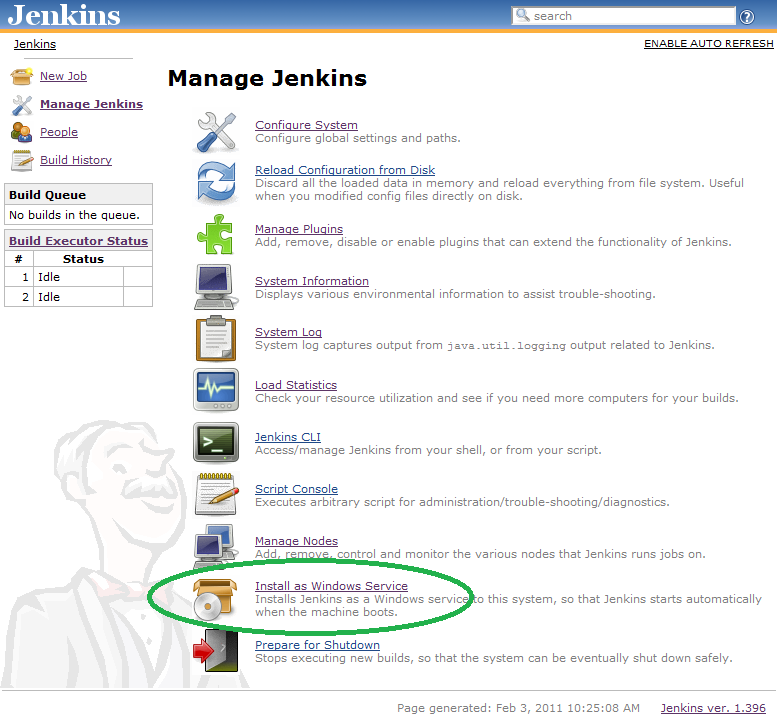 Jenkins
search
Jenkins
ENABLE AUTO REFRESH
New Job
Manage Jenkins
People
Build History
Build Queue
No builds in the queue.
Build Executor Status
# Status
1 Idle
2 Idle
Manage Jenkins
Configure System
Configure global settings and paths.
Reload Configuration from Disk
Discard all the loaded data in memory and reload everything from file system. Useful
when you modified config files directly on disk.
Manage Plugins
Add, remove, disable or enable plugins that can extend the functionality of Jenkins.
System Information
Displays various environmental information to assist trouble-shooting.
System Log
System log captures output from java.util.logging output related to Jenkins.
Load Statistics
Check your resource utilization and see if you need more computers for your builds.
Jenkins CLI
Access/manage Jenkins from your shell, or from your script.
Script Console
Executes arbitrary script for administration/trouble-shooting/diagnostics.
Manage Nodes
Add, remove, control and monitor the various nodes that Jenkins runs jobs on.
Install as Windows Service
Installs Jenkins as a Windows service to this system, so that Jenkins starts automatically
when the machine boots.
Prepare for Shutdown
Stops executing new builds, so that the system can be eventually shut down safely.
Page generated: Feb 3, 2011 10:25:08 AM Jenkins ver. 1.396